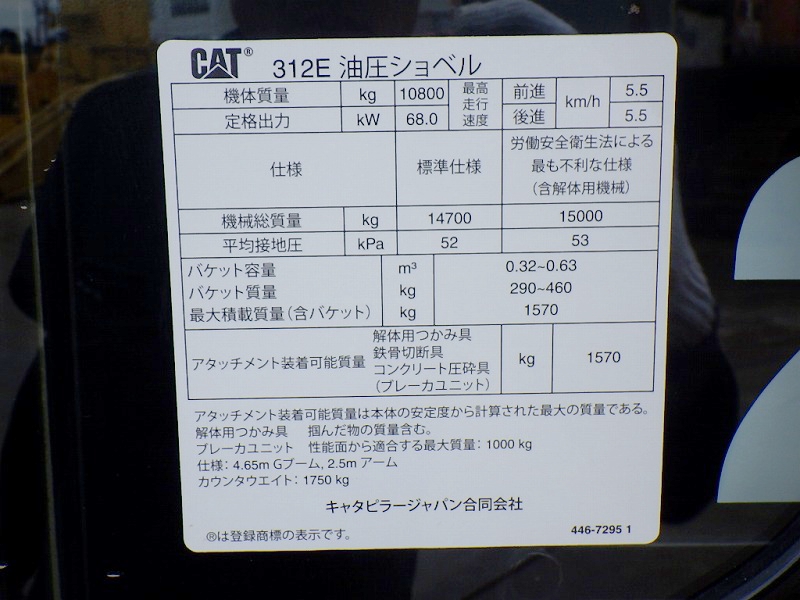 CAT® 312E 油圧ショベル
機体質量 kg 10800 最高走行速度 前進 km/h 5.5
定格出力 kW 68.0 後進 5.5
仕様 標準仕様 労働安全衛生法による最も不利な仕様(含解体用機械)
機械総質量 kg 14700 15000
平均接地圧 kPa 52 53
バケット容量 m³ 0.32~0.63
バケット質量 kg 290~460
最大積載質量(含バケット) kg 1570
アタッチメント装着可能質量 解体用つかみ具 鉄骨切断具 コンクリート圧砕具 (ブレーカユニット) kg 1570
アタッチメント装着可能質量は本体の安定度から計算された最大の質量である。
解体用つかみ具 掴んだ物の質量含む。
ブレーカユニット 性能面から適合する最大質量: 1000 kg
仕様: 4.65m Gブーム, 2.5m アーム
カウンタウエイト: 1750 kg
キャタピラージャパン合同会社
®は登録商標の表示です。 446-7295 1